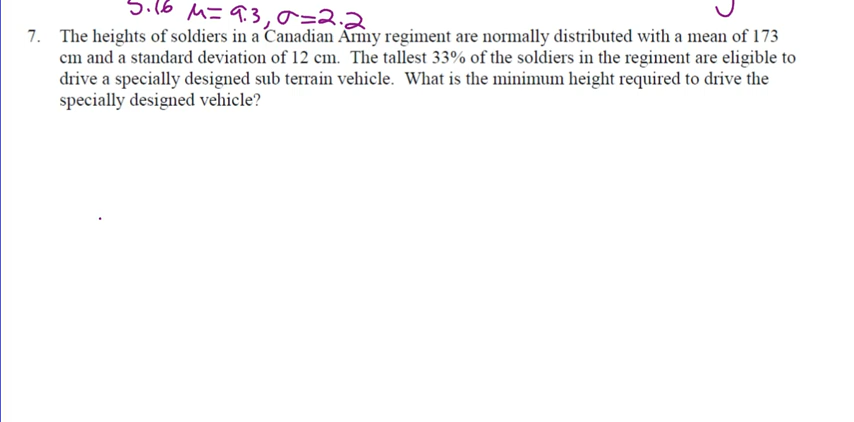 5.16 μ= 9.3, σ=2.2
7. The heights of soldiers in a Canadian Army regiment are normally distributed with a mean of 173
cm and a standard deviation of 12 cm. The tallest 33% of the soldiers in the regiment are eligible to
drive a specially designed sub terrain vehicle. What is the minimum height required to drive the
specially designed vehicle?